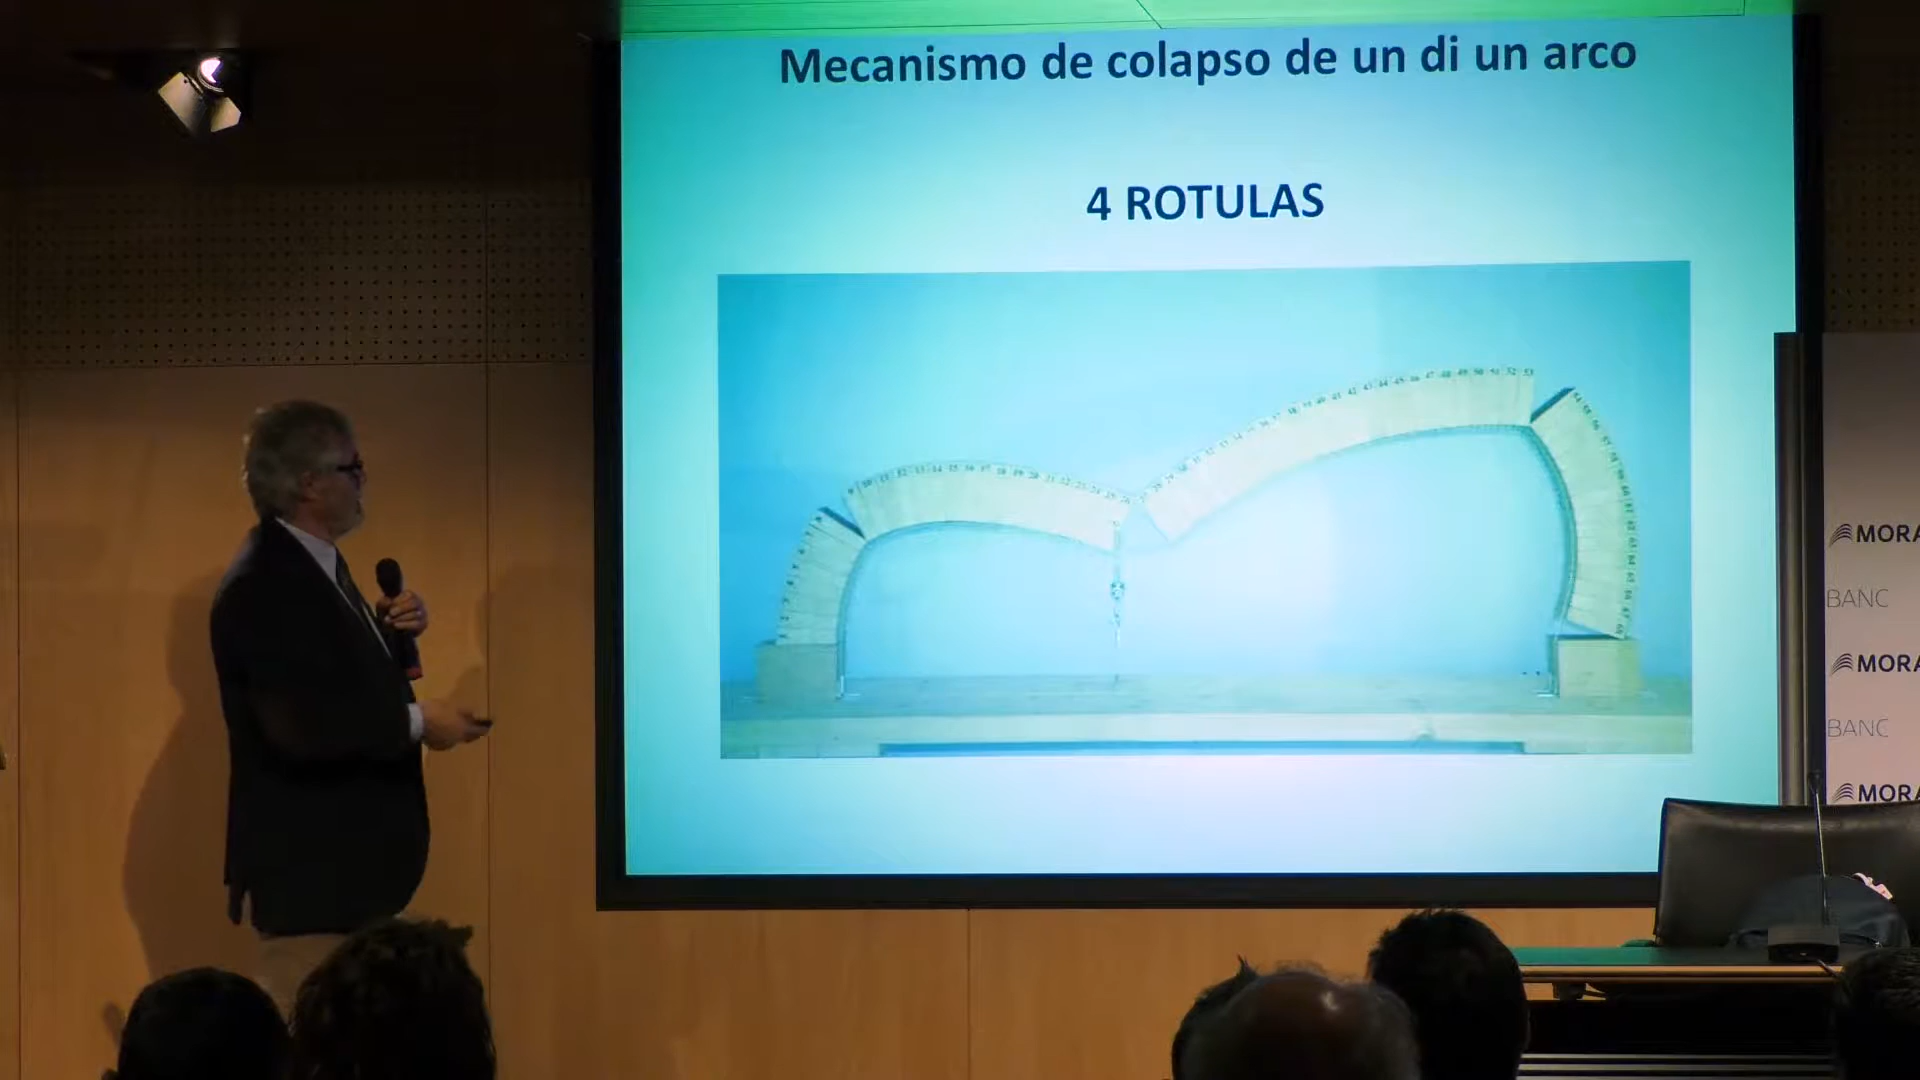 Mecanismo de colapso de un di un arco
4 ROTULAS
MORA
BANC
MORA
BANC
MORA